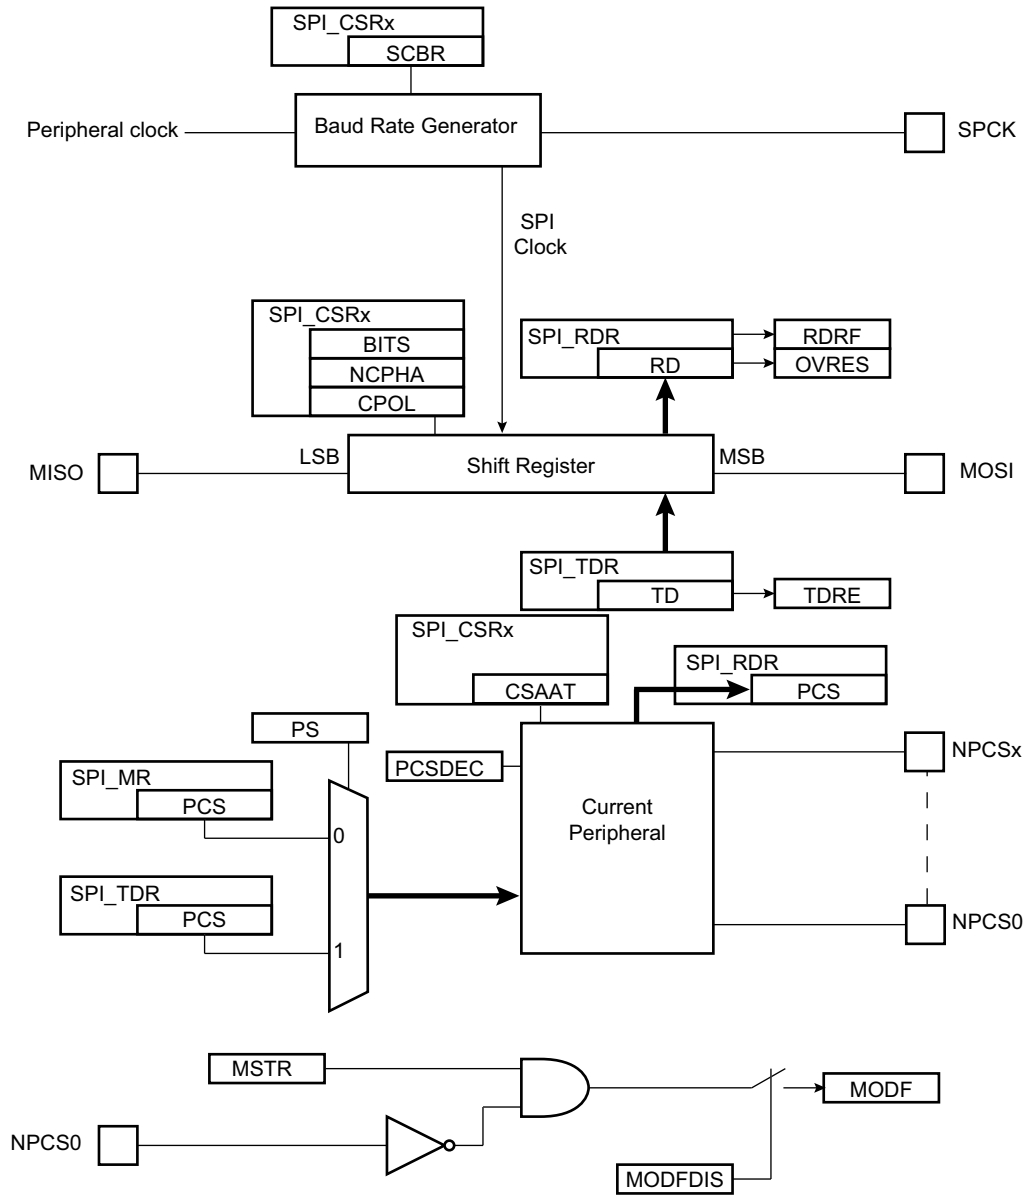 SPI_CSRx
SCBR
Peripheral clock
Baud Rate Generator
SPCK
SPI
Clock
SPI_CSRx
BITS
NCPHA
CPOL
SPI_RDR
RD
RDRF
OVRES
MISO
LSB
Shift Register
MSB
MOSI
SPI_TDR
TD
TDRE
SPI_CSRx
CSAAT
SPI_RDR
PCS
PS
PCSDEC
NPCSx
SPI_MR
PCS
0
Current
Peripheral
SPI_TDR
PCS
1
NPCS0
MSTR
MODF
NPCS0
MODFDIS